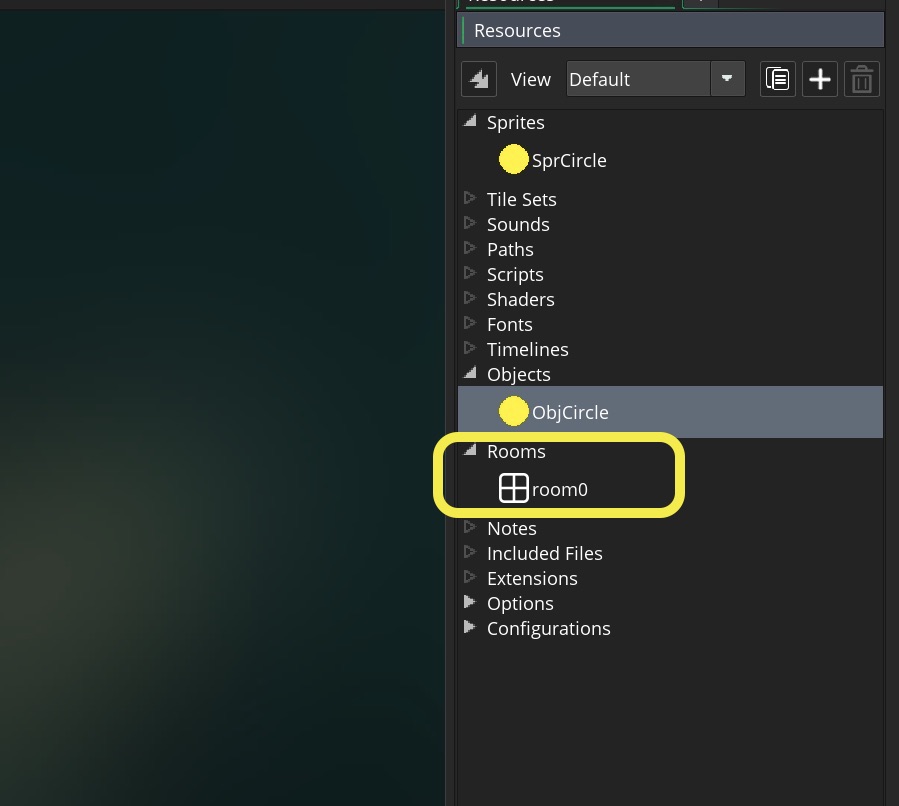 Resources
View Default
Sprites
SprCircle
Tile Sets
Sounds
Paths
Scripts
Shaders
Fonts
Timelines
Objects
ObjCircle
Rooms
room0
Notes
Included Files
Extensions
Options
Configurations